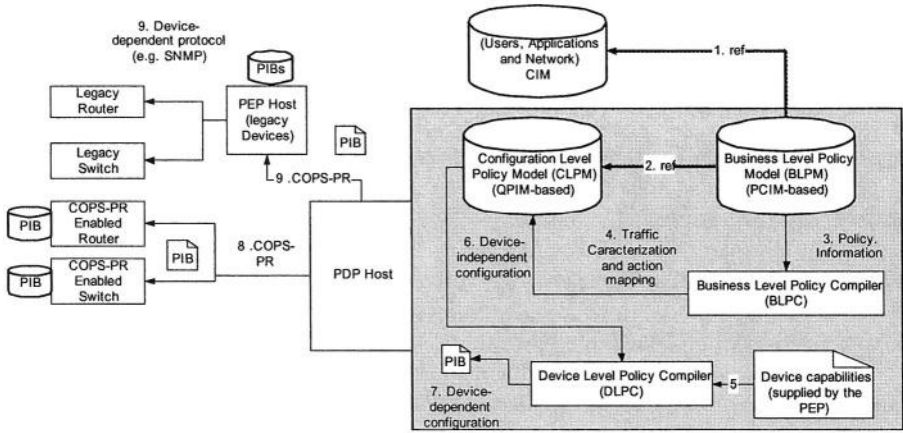 9. Device-
dependent protocol
(e.g. SNMP)
PIBs
Legacy
Router
PEP Host
(legacy
Devices)
Legacy
Switch
PIB
9 .COPS-PR
PIB
COPS-PR
Enabled
Router
PIB
8 .COPS-
PR
PIB
COPS-PR
Enabled
Switch
PDP Host
(Users, Applications
and Network)
CIM
1. ref
Configuration Level
Policy Model (CLPM)
(QPIM-based)
2. ref
Business Level Policy
Model (BLPM)
(PCIM-based)
6. Device-
independent
configuration
4. Traffic
Caracterization
and action
mapping
3. Policy.
Information
Business Level Policy Compiler
(BLPC)
PIB
7. Device-
dependent configuration
Device Level Policy Compiler
(DLPC)
5
Device capabilities
(supplied by the
PEP)